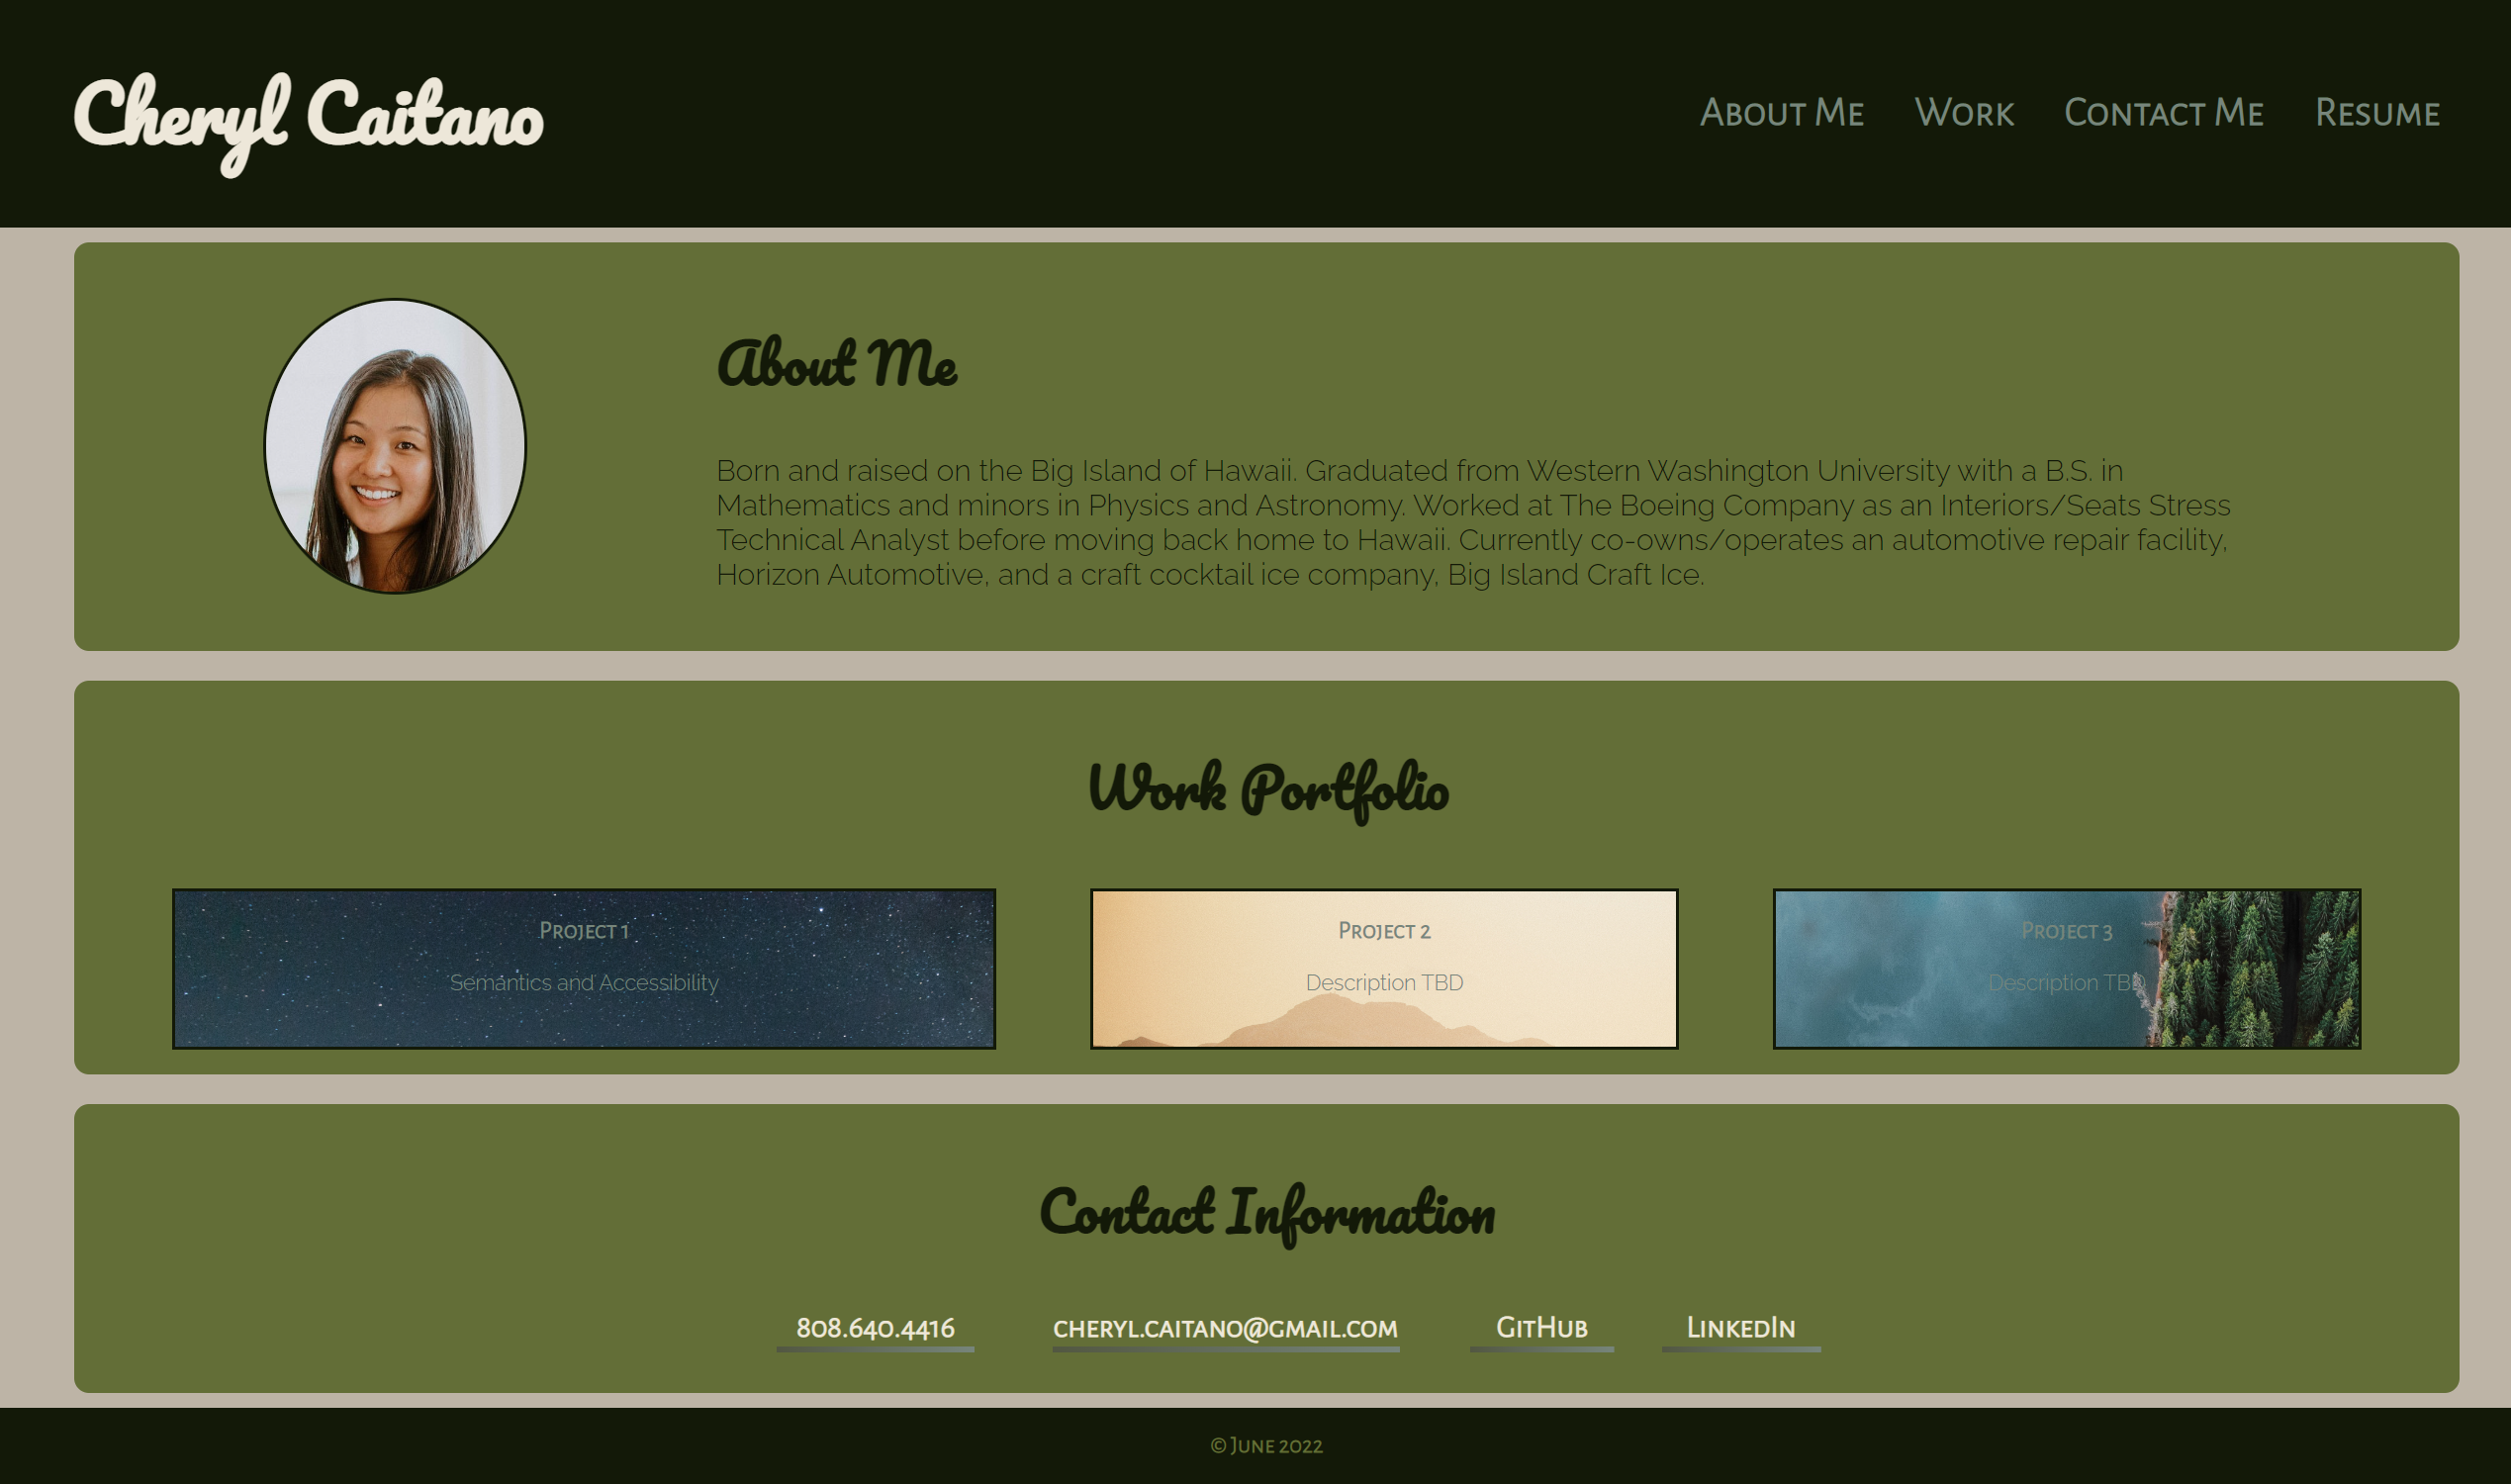 Cheryl Caitano
About Me
Work
Contact Me
Resume
About Me
Born and raised on the Big Island of Hawaii. Graduated from Western Washington University with a B.S. in
Mathematics and minors in Physics and Astronomy. Worked at The Boeing Company as an Interiors/Seats Stress
Technical Analyst before moving back home to Hawaii. Currently co-owns/operates an automotive repair facility,
Horizon Automotive, and a craft cocktail ice company, Big Island Craft Ice.
Work Portfolio
Project 1
Semantics and Accessibility
Project 2
Description TBD
Project 3
Description TBD
Contact Information
808.640.4416
cheryl.caitano@gmail.com
GitHub
LinkedIn
© June 2022